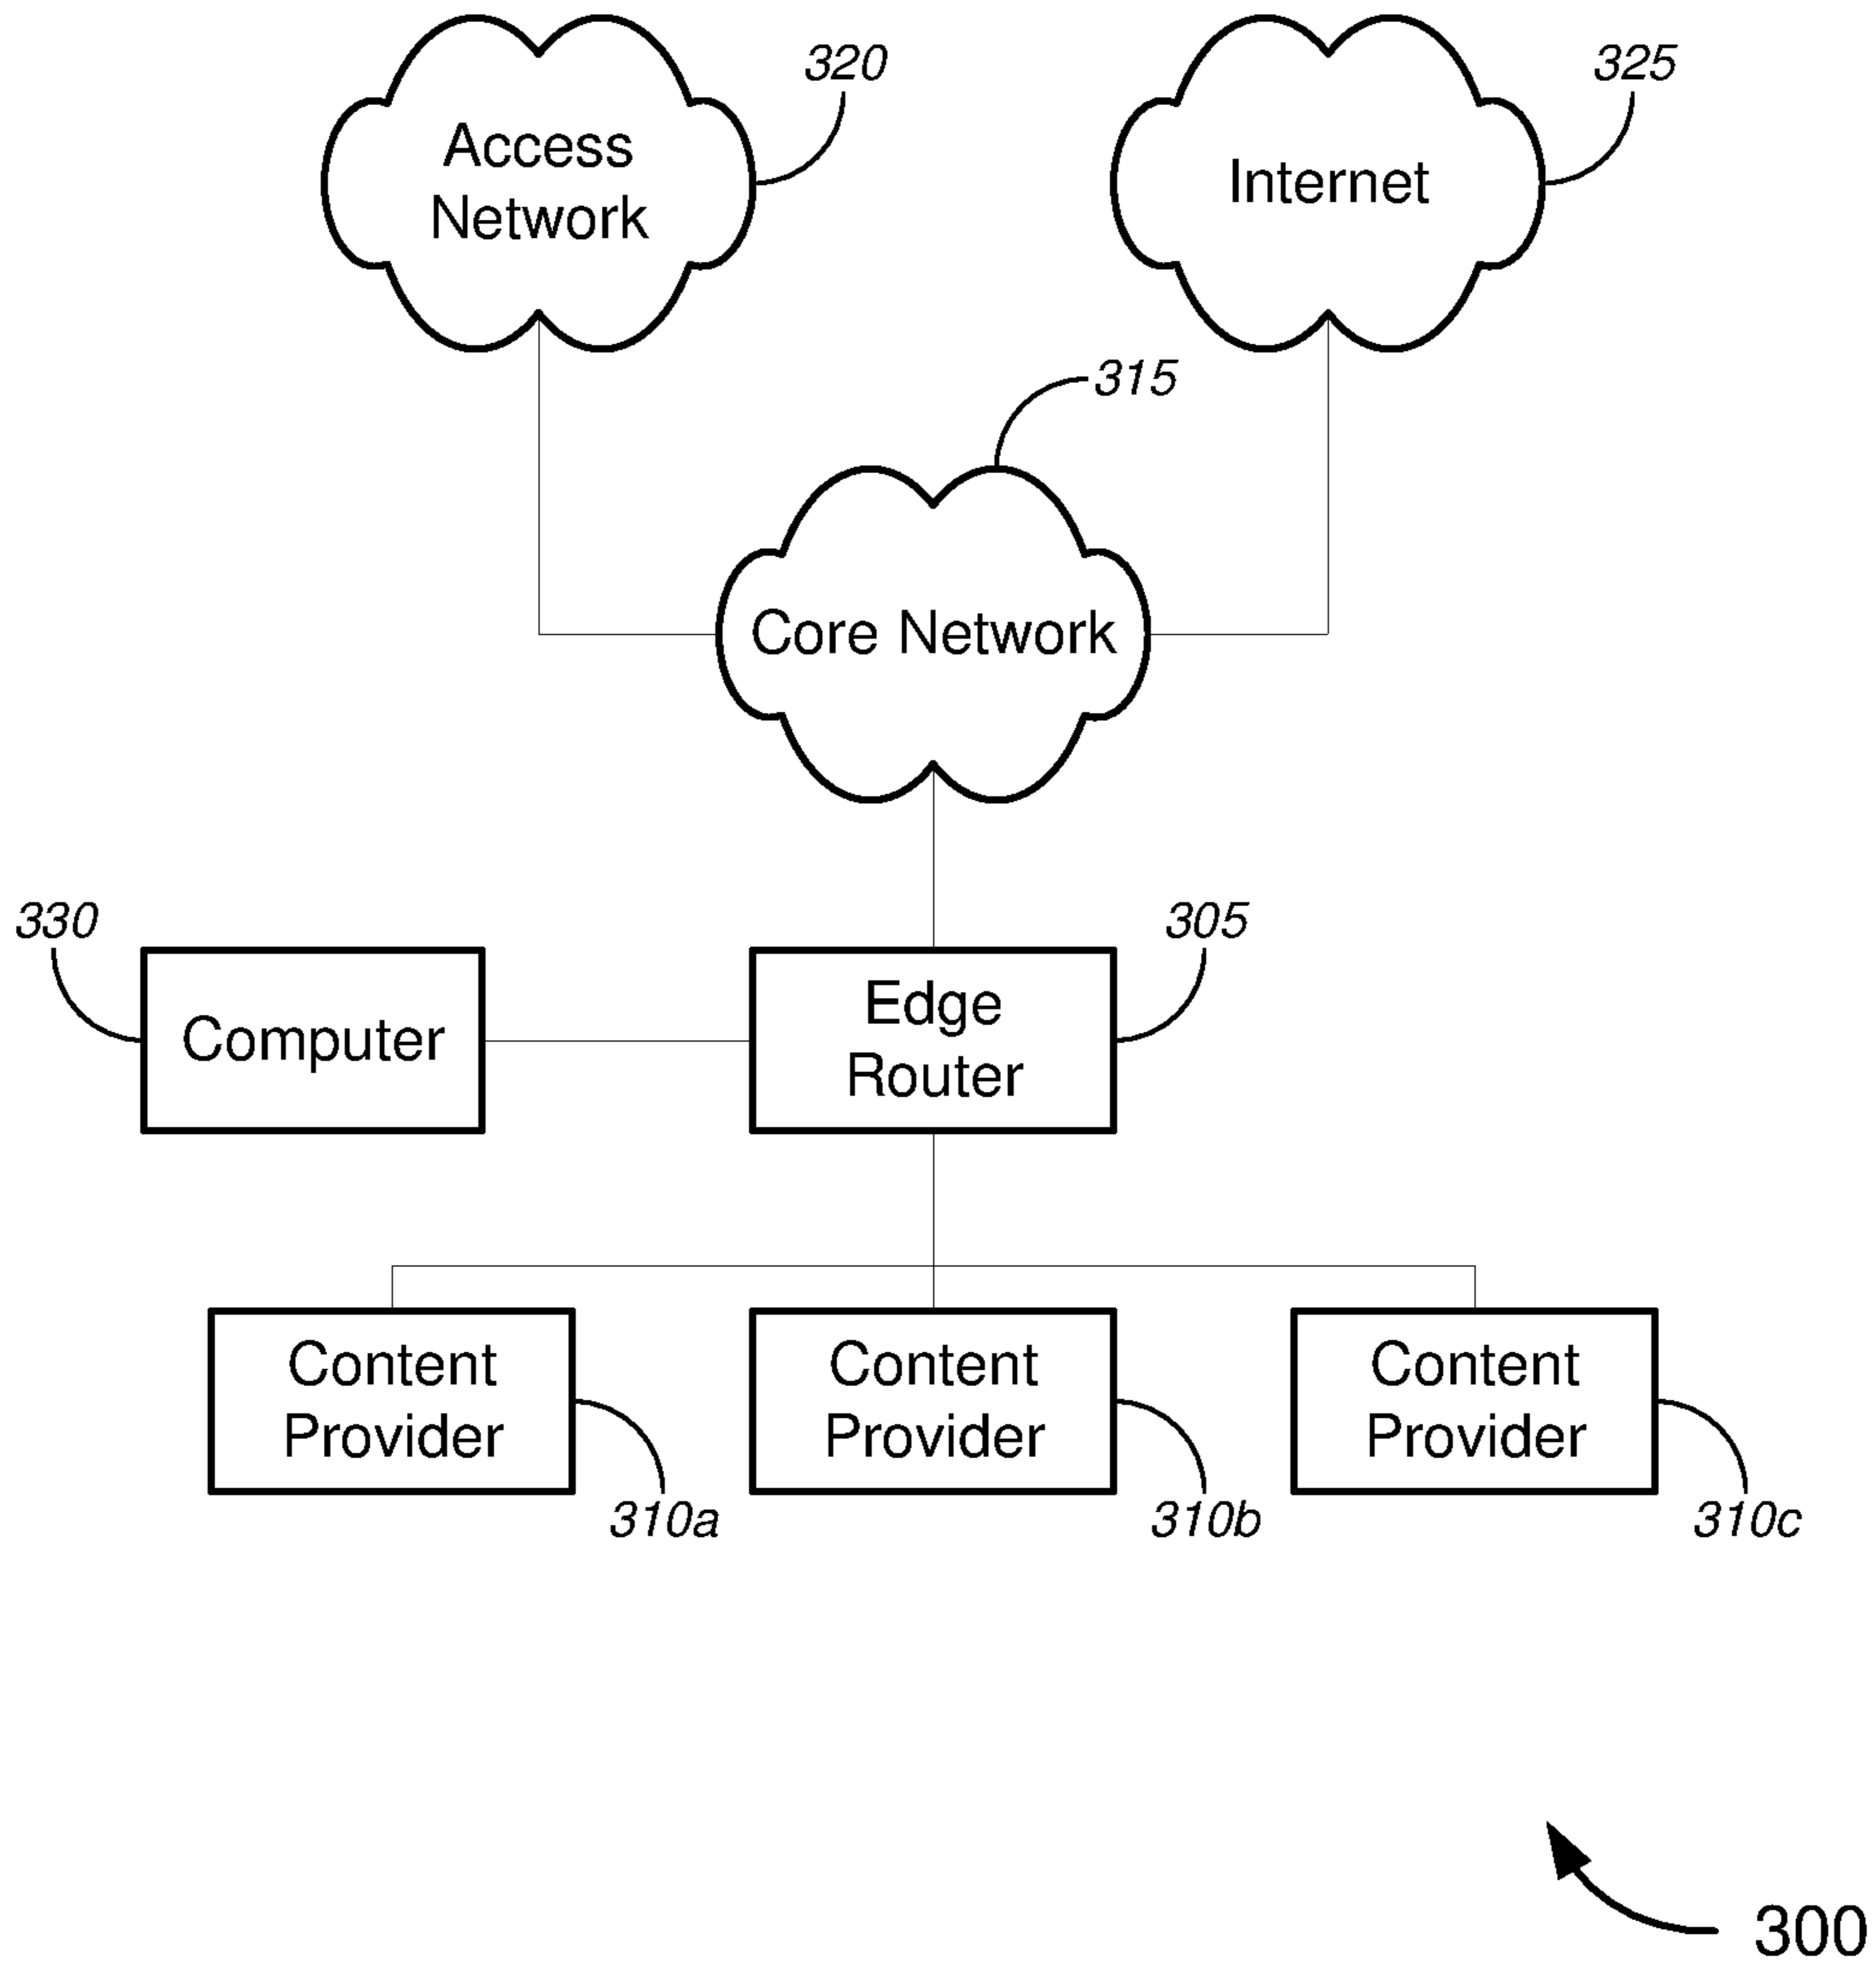 320
325
Access
Network
Internet
315
Core Network
330
305
Computer
Edge
Router
Content
Provider
Content
Provider
Content
Provider
310a
310b
310c
300